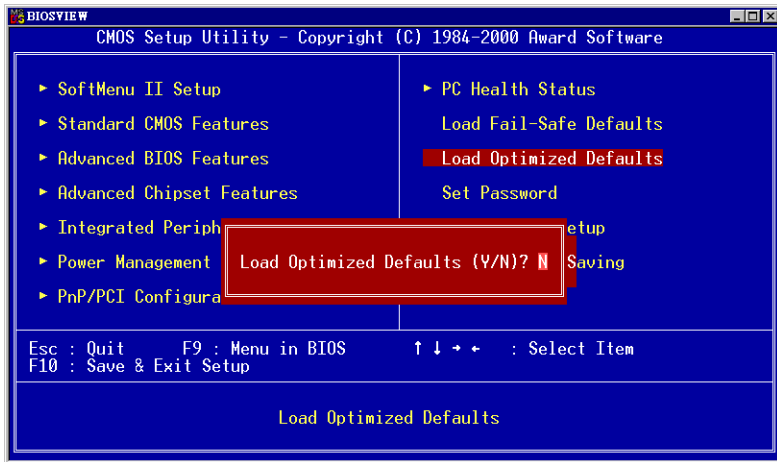 BIOSVIEW
CMOS Setup Utility – Copyright (C) 1984–2000 Award Software
► SoftMenu II Setup
► Standard CMOS Features
► Advanced BIOS Features
► Advanced Chipset Features
► Integrated Periph
► Power Management
► PnP/PCI Configura
► PC Health Status
Load Fail-Safe Defaults
Load Optimized Defaults
Set Password
etup
Saving
Load Optimized Defaults (Y/N)? N
Esc : Quit F9 : Menu in BIOS ↑ ↓ → ← : Select Item
F10 : Save & Exit Setup
Load Optimized Defaults